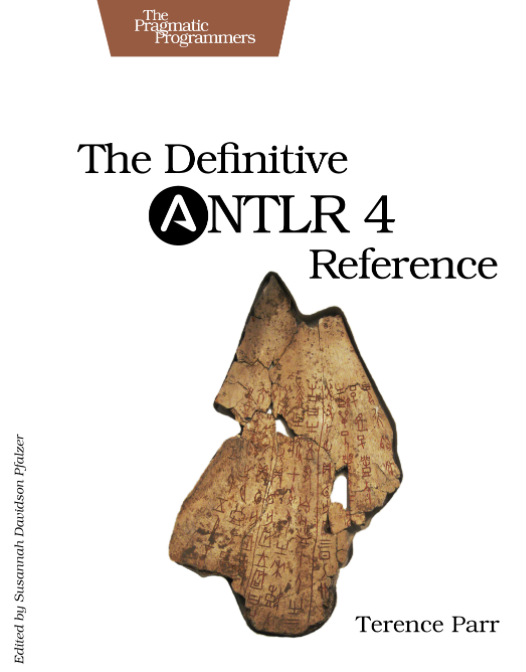 The
Pragmatic
Programmers
The Definitive
ANTLR 4
Reference
Terence Parr
Edited by Susannah Davidson Pfalzer